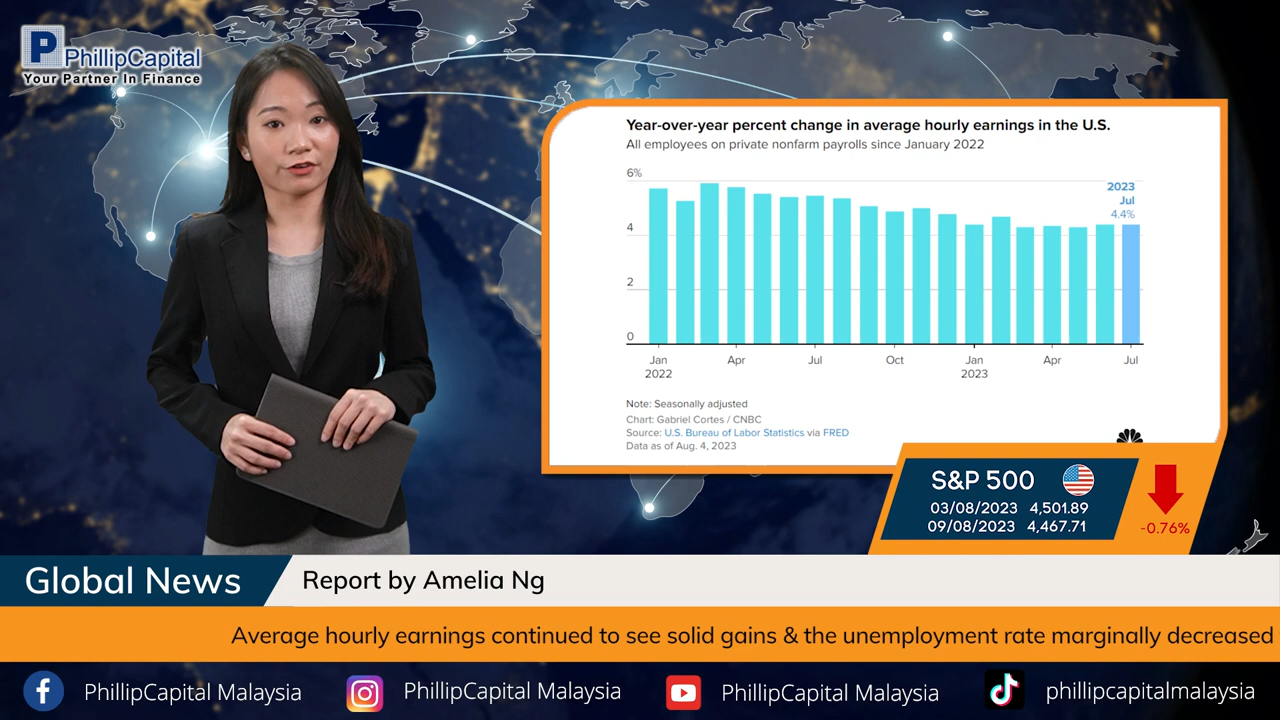 P PhillipCapital
Your Partner In Finance
Year-over-year percent change in average hourly earnings in the U.S.
All employees on private nonfarm payrolls since January 2022
6%
2023
Jul
4.4%
4
2
0
Jan Apr Jul Oct Jan Apr Jul
2022 2023
Note: Seasonally adjusted
Chart: Gabriel Cortes / CNBC
Source: U.S. Bureau of Labor Statistics via FRED
Data as of Aug. 4, 2023
S&P 500
03/08/2023 4,501.89
09/08/2023 4,467.71
-0.76%
Global News
Report by Amelia Ng
Average hourly earnings continued to see solid gains & the unemployment rate marginally decreased
PhillipCapital Malaysia PhillipCapital Malaysia PhillipCapital Malaysia phillipcapitalmalaysia